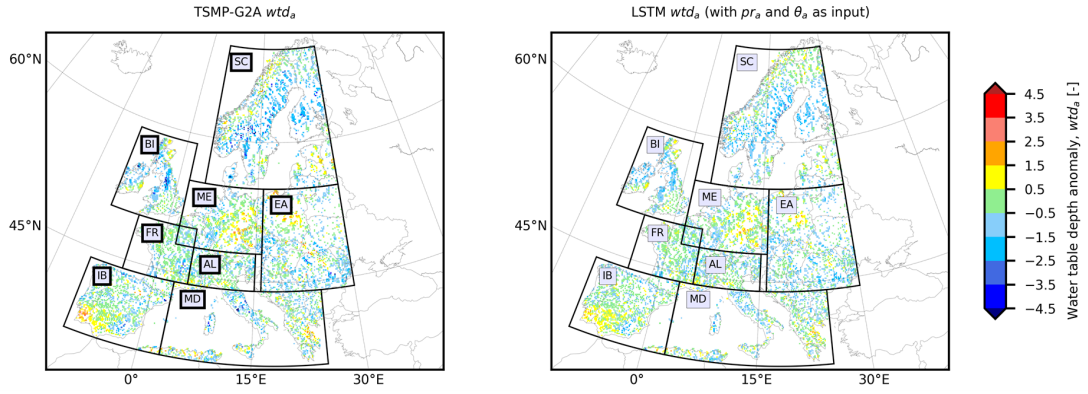 TSMP-G2A wtdₐ
LSTM wtdₐ (with prₐ and θₐ as input)
60°N
45°N
0°
15°E
30°E
SC
BI
ME
EA
FR
AL
IB
MD
60°N
45°N
0°
15°E
30°E
SC
BI
ME
EA
FR
AL
IB
MD
4.5
3.5
2.5
1.5
0.5
−0.5
−1.5
−2.5
−3.5
−4.5
Water table depth anomaly, wtdₐ [-]